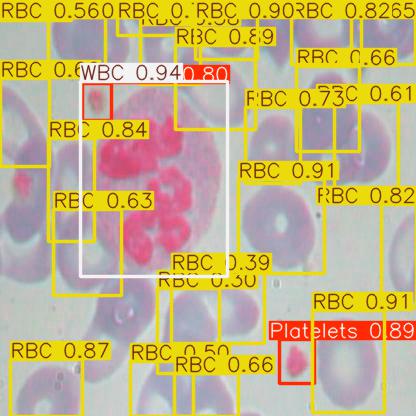 RBC 0.560
RBC 0.90
RBC 0.8265
RBC 0.89
RBC 0.66
WBC 0.94
0.80
RBC 0.73
0.61
RBC 0.84
RBC 0.91
RBC 0.63
RBC 0.82
RBC 0.39
RBC 0.30
RBC 0.91
Platelets 0.89
RBC 0.87
RBC 0.50
RBC 0.66